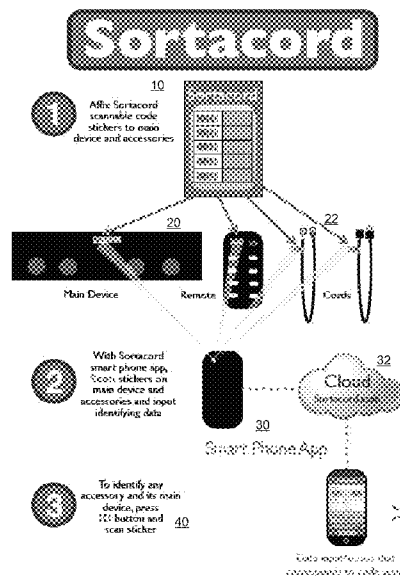 Sortacord
10
1
Affix Sortacord
scannable code
stickers to main
device and accessories
20
22
Main Device
Remote
Cords
2
With Sortacord
smart phone app,
Scan stickers on
main device and
accessories and input
identifying data
30
Cloud
32
Smart Phone App
3
To identify any
accessory and its main
device, press
button and
scan sticker
40